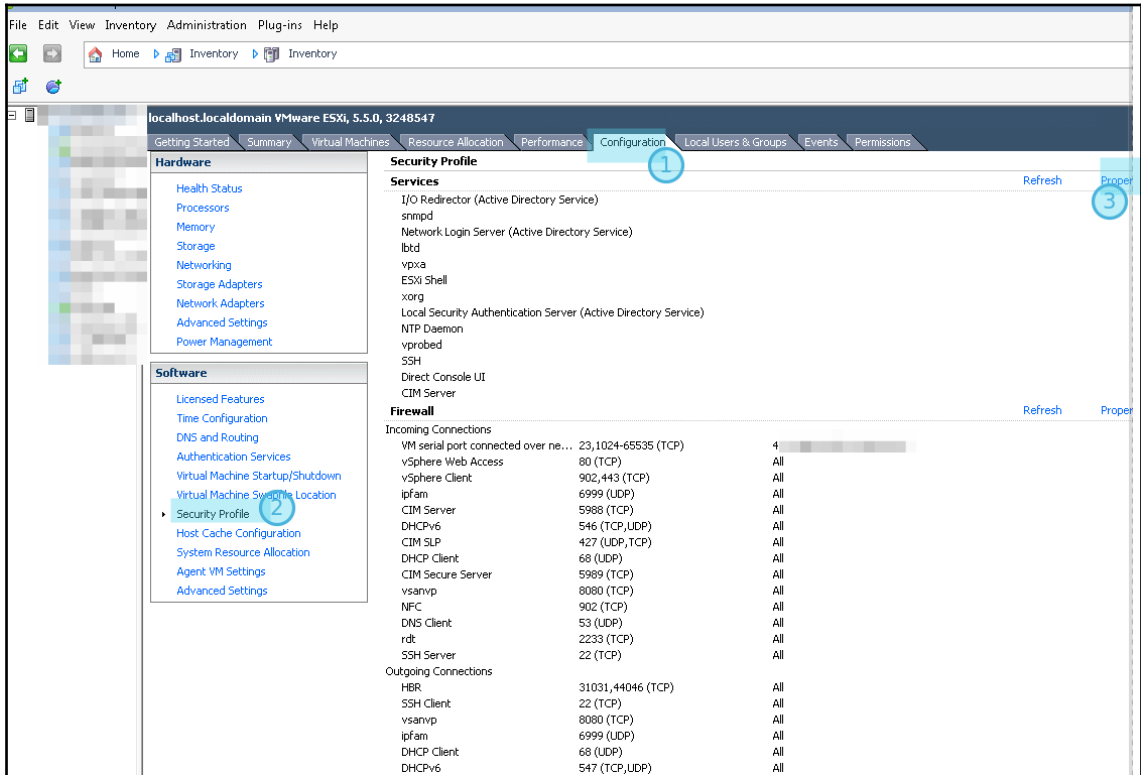 File Edit View Inventory Administration Plug-ins Help
Home Inventory Inventory
localhost.localdomain VMware ESXi, 5.5.0, 3248547
Getting Started Summary Virtual Machines Resource Allocation Performance Configuration Local Users & Groups Events Permissions
1
Hardware
Health Status
Processors
Memory
Storage
Networking
Storage Adapters
Network Adapters
Advanced Settings
Power Management
Software
Licensed Features
Time Configuration
DNS and Routing
Authentication Services
Virtual Machine Startup/Shutdown
Virtual Machine Swapfile Location
Security Profile 2
Host Cache Configuration
System Resource Allocation
Agent VM Settings
Advanced Settings
Security Profile
Services Refresh Proper
3
I/O Redirector (Active Directory Service)
snmpd
Network Login Server (Active Directory Service)
lbtd
vpxa
ESXi Shell
xorg
Local Security Authentication Server (Active Directory Service)
NTP Daemon
vprobed
SSH
Direct Console UI
CIM Server
Firewall Refresh Proper
Incoming Connections
VM serial port connected over ne... 23,1024-65535 (TCP) 4
vSphere Web Access 80 (TCP) All
vSphere Client 902,443 (TCP) All
ipfam 6999 (UDP) All
CIM Server 5988 (TCP) All
DHCPv6 546 (TCP,UDP) All
CIM SLP 427 (UDP,TCP) All
DHCP Client 68 (UDP) All
CIM Secure Server 5989 (TCP) All
vsanvp 8080 (TCP) All
NFC 902 (TCP) All
DNS Client 53 (UDP) All
rdt 2233 (TCP) All
SSH Server 22 (TCP) All
Outgoing Connections
HBR 31031,44046 (TCP) All
SSH Client 22 (TCP) All
vsanvp 8080 (TCP) All
ipfam 6999 (UDP) All
DHCP Client 68 (UDP) All
DHCPv6 547 (TCP,UDP) All